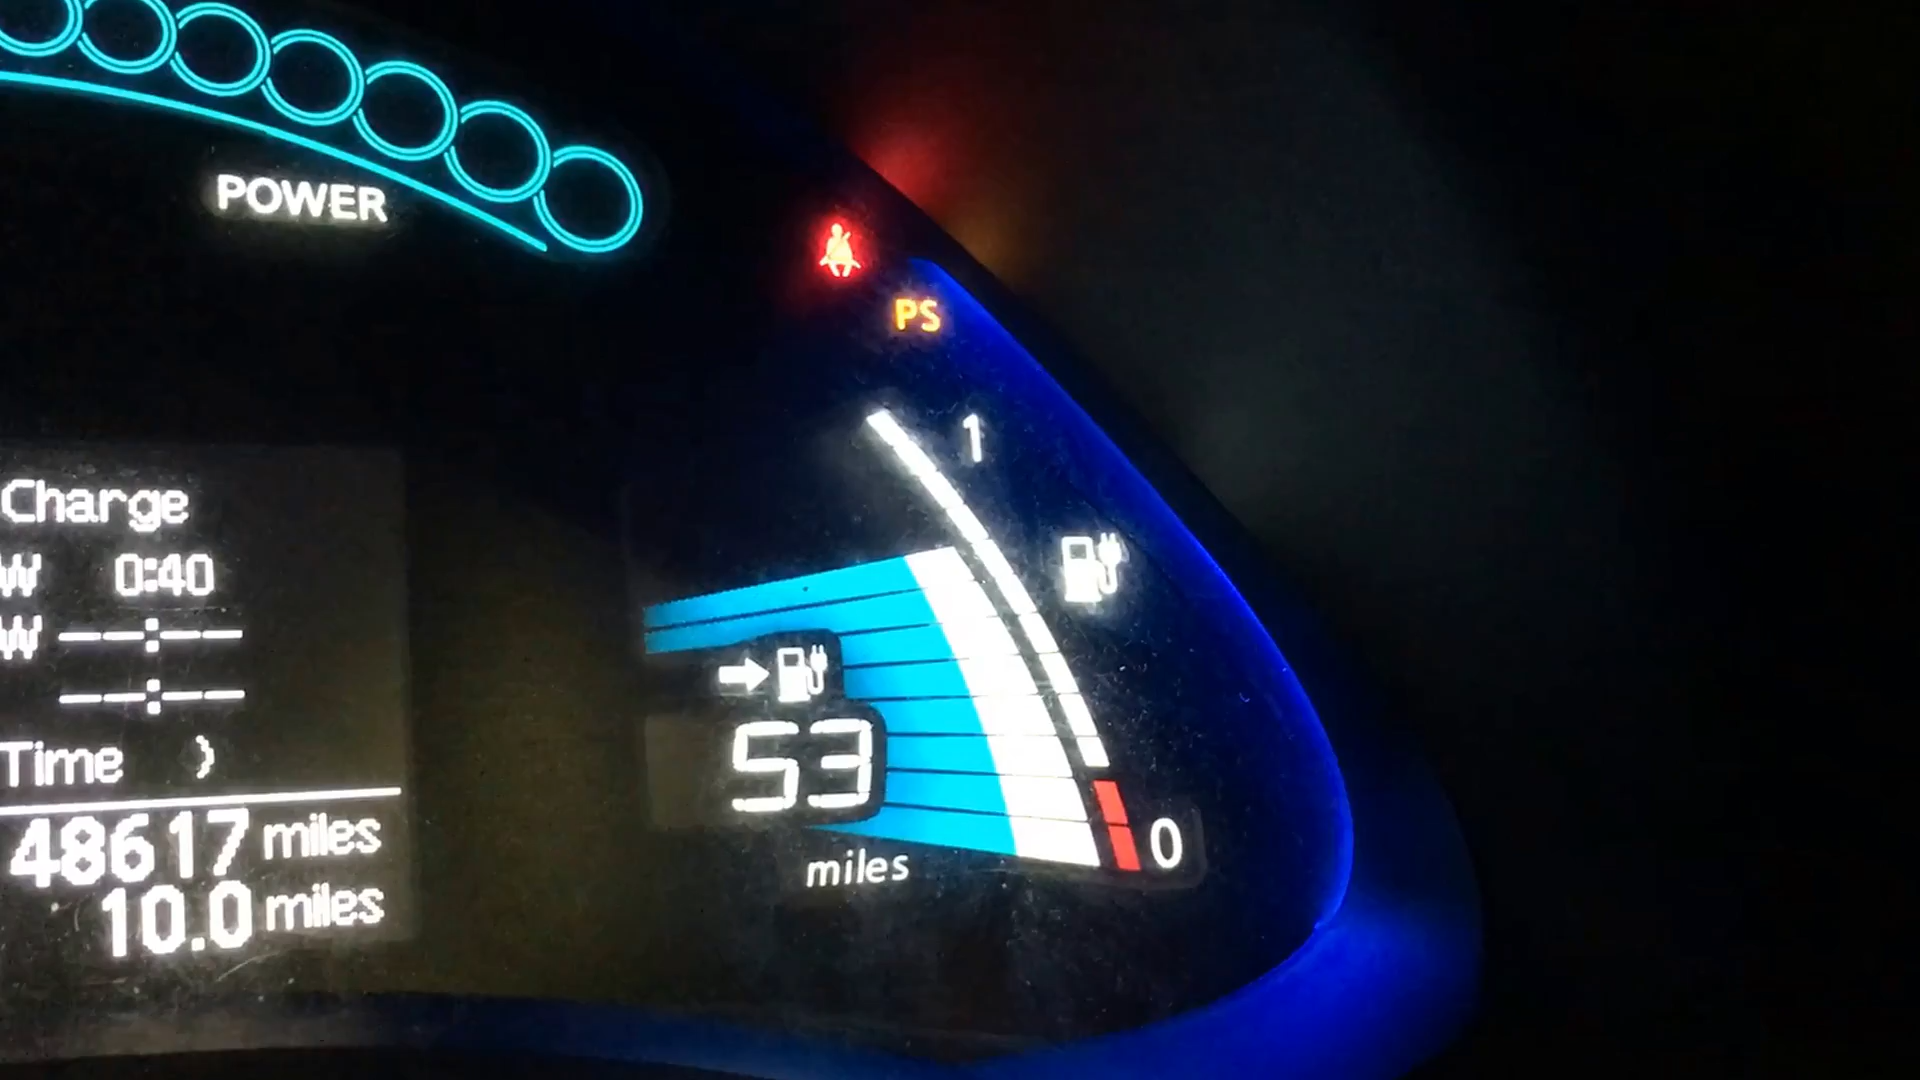 POWER
PS
1
Charge
W 0:40
W --:--
--:--
Time
53
miles
0
48617 miles
10.0 miles